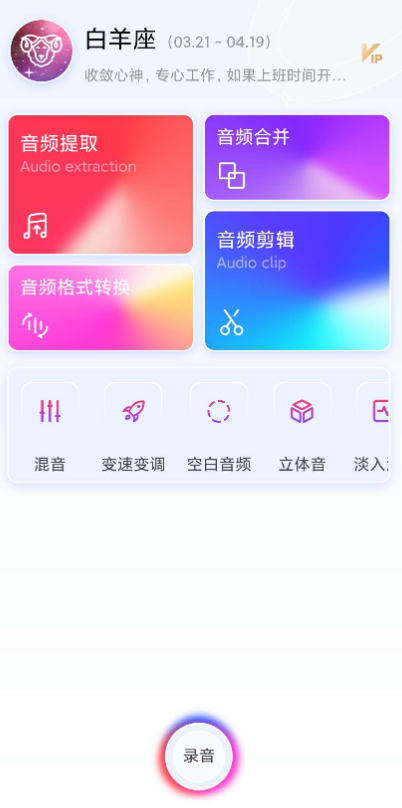 白羊座 (03.21 ~ 04.19)
VIP
收敛心神，专心工作，如果上班时间开...
音频提取
Audio extraction
音频合并
音频剪辑
Audio clip
音频格式转换
混音
变速变调
空白音频
立体音
淡入
录音